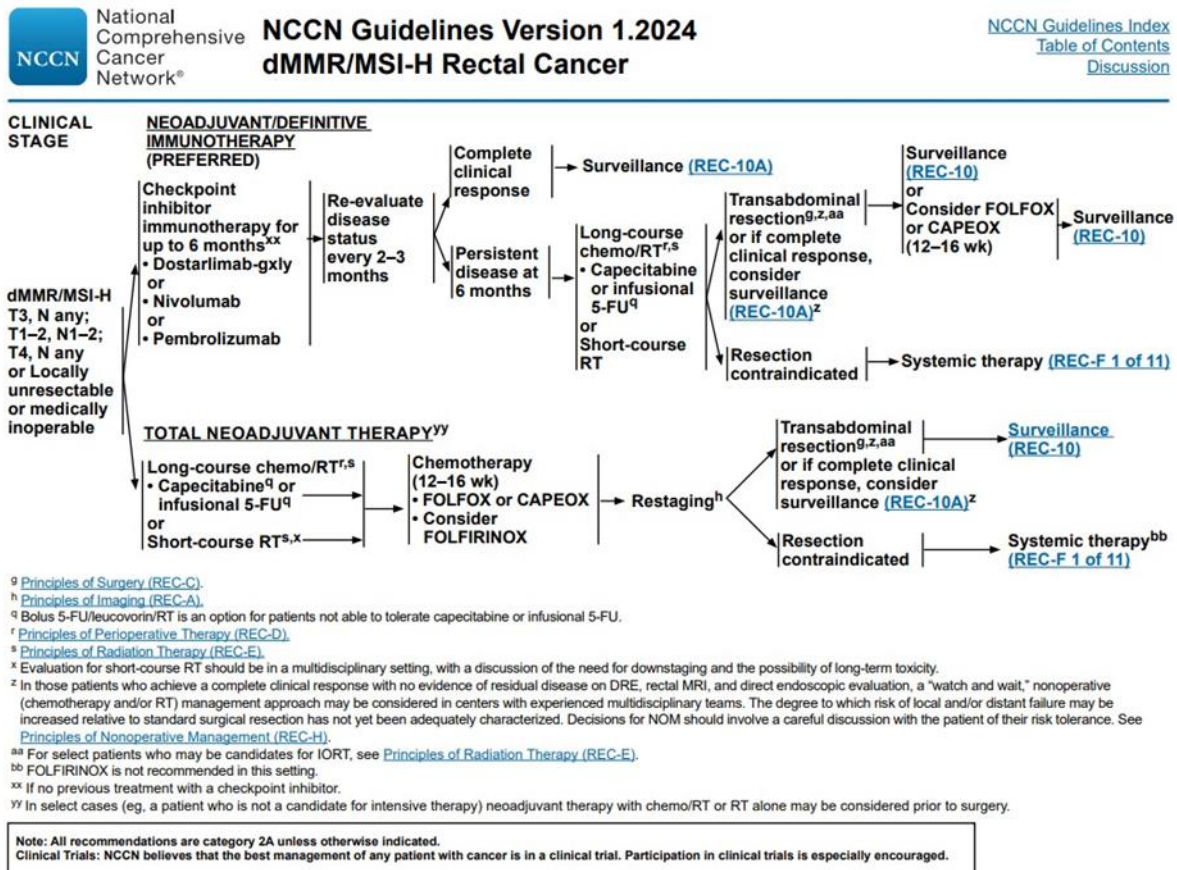 National
Comprehensive
Cancer
Network®
NCCN
NCCN Guidelines Version 1.2024
dMMR/MSI-H Rectal Cancer
NCCN Guidelines Index
Table of Contents
Discussion
CLINICAL
STAGE
NEOADJUVANT/DEFINITIVE
IMMUNOTHERAPY
(PREFERRED)
dMMR/MSI-H
T3, N any;
T1–2, N1–2;
T4, N any
or Locally
unresectable
or medically
inoperable
Checkpoint
inhibitor
immunotherapy for
up to 6 monthsxx
• Dostarlimab-gxly
or
• Nivolumab
or
• Pembrolizumab
Re-evaluate
disease
status
every 2–3
months
Complete
clinical
response
Surveillance (REC-10A)
Persistent
disease at
6 months
Long-course
chemo/RTr,s
• Capecitabine
or infusional
5-FUq
or
Short-course
RT
Transabdominal
resectiong,z,aa
or if complete
clinical response,
consider
surveillance
(REC-10A)z
Surveillance
(REC-10)
or
Consider FOLFOX
or CAPEOX
(12–16 wk)
Surveillance
(REC-10)
Resection
contraindicated
Systemic therapy (REC-F 1 of 11)
TOTAL NEOADJUVANT THERAPYyy
Long-course chemo/RTr,s
• Capecitabineq or
infusional 5-FUq
or
Short-course RTs,x
Chemotherapy
(12–16 wk)
• FOLFOX or CAPEOX
• Consider
FOLFIRINOX
Restagingh
Transabdominal
resectiong,z,aa
or if complete clinical
response, consider
surveillance (REC-10A)z
Surveillance
(REC-10)
Resection
contraindicated
Systemic therapybb
(REC-F 1 of 11)
g Principles of Surgery (REC-C).
h Principles of Imaging (REC-A).
q Bolus 5-FU/leucovorin/RT is an option for patients not able to tolerate capecitabine or infusional 5-FU.
r Principles of Perioperative Therapy (REC-D).
s Principles of Radiation Therapy (REC-E).
x Evaluation for short-course RT should be in a multidisciplinary setting, with a discussion of the need for downstaging and the possibility of long-term toxicity.
z In those patients who achieve a complete clinical response with no evidence of residual disease on DRE, rectal MRI, and direct endoscopic evaluation, a "watch and wait," nonoperative
(chemotherapy and/or RT) management approach may be considered in centers with experienced multidisciplinary teams. The degree to which risk of local and/or distant failure may be
increased relative to standard surgical resection has not yet been adequately characterized. Decisions for NOM should involve a careful discussion with the patient of their risk tolerance. See
Principles of Nonoperative Management (REC-H).
aa For select patients who may be candidates for IORT, see Principles of Radiation Therapy (REC-E).
bb FOLFIRINOX is not recommended in this setting.
xx If no previous treatment with a checkpoint inhibitor.
yy In select cases (eg, a patient who is not a candidate for intensive therapy) neoadjuvant therapy with chemo/RT or RT alone may be considered prior to surgery.
Note: All recommendations are category 2A unless otherwise indicated.
Clinical Trials: NCCN believes that the best management of any patient with cancer is in a clinical trial. Participation in clinical trials is especially encouraged.